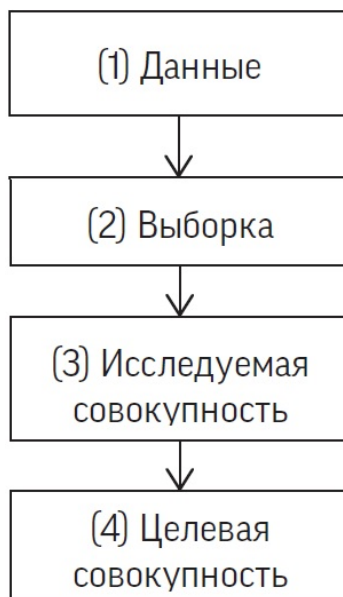 (1) Данные
(2) Выборка
(3) Исследуемая
совокупность
(4) Целевая
совокупность